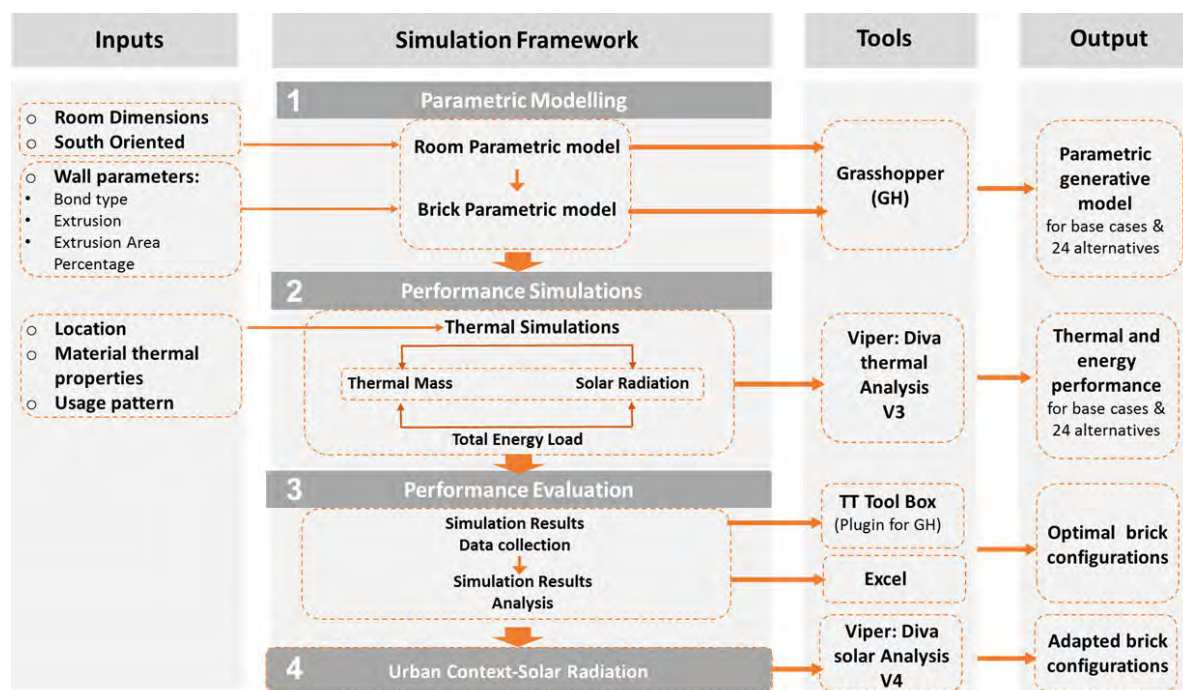 Inputs
Simulation Framework
Tools
Output
○ Room Dimensions
○ South Oriented
○ Wall parameters:
• Bond type
• Extrusion
• Extrusion Area
Percentage
1 Parametric Modelling
Room Parametric model
Brick Parametric model
Grasshopper
(GH)
Parametric
generative
model
for base cases &
24 alternatives
2 Performance Simulations
○ Location
○ Material thermal
properties
○ Usage pattern
Thermal Simulations
Thermal Mass
Solar Radiation
Total Energy Load
Viper: Diva
thermal
Analysis
V3
Thermal and
energy
performance
for base cases &
24 alternatives
3 Performance Evaluation
Simulation Results
Data collection
Simulation Results
Analysis
TT Tool Box
(Plugin for GH)
Excel
Optimal brick
configurations
4 Urban Context-Solar Radiation
Viper: Diva
solar Analysis
V4
Adapted brick
configurations